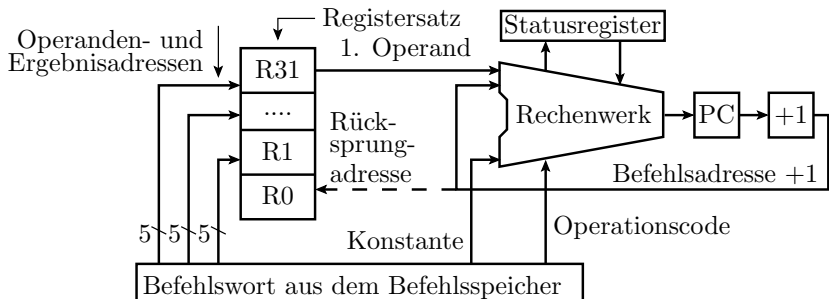 Registersatz
Statusregister
Operanden- und
Ergebnisadressen
1. Operand
R31
....
R1
R0
Rück-
sprung-
adresse
Rechenwerk
PC
+1
Befehlsadresse +1
5
5
5
Konstante
Operationscode
Befehlswort aus dem Befehlsspeicher